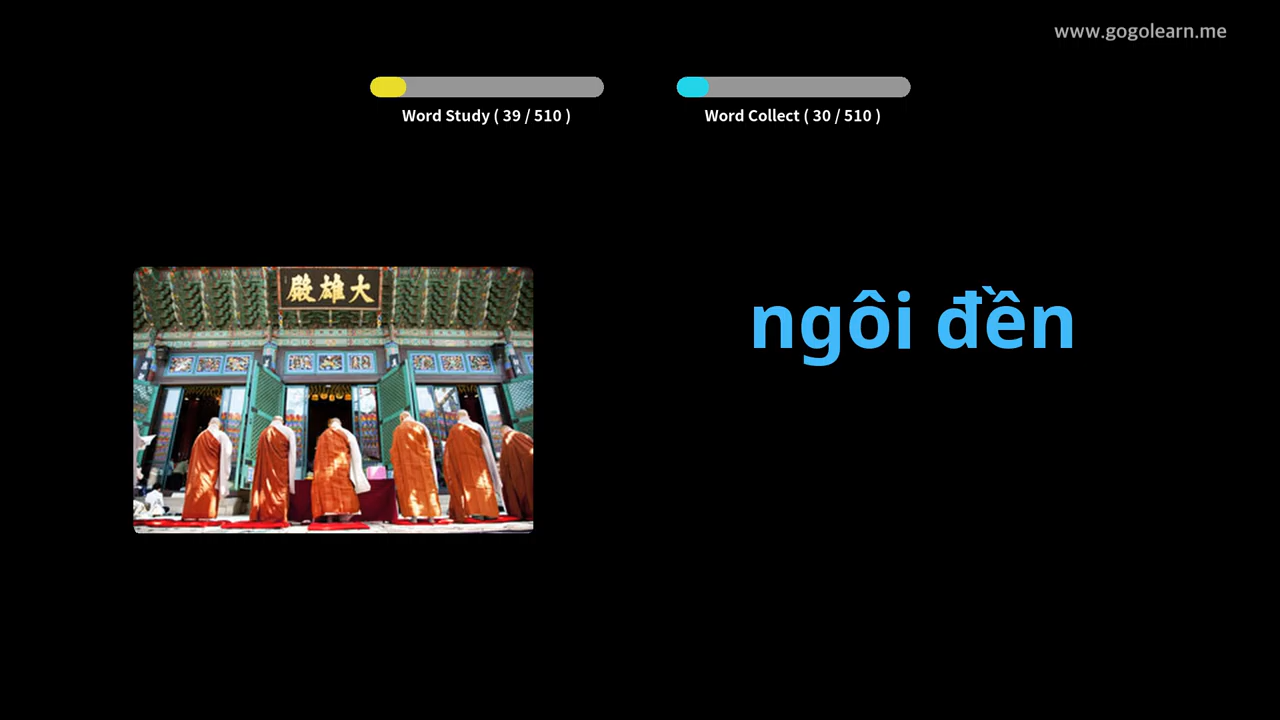 www.gogolearn.me
Word Study ( 39 / 510 )
Word Collect ( 30 / 510 )
殿雄大
ngôi đền